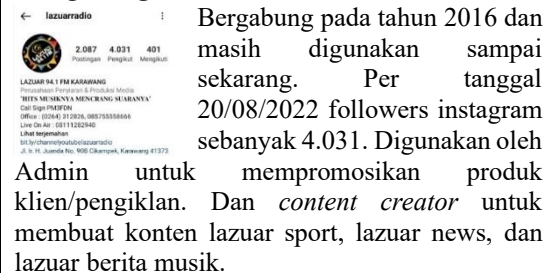 lazuarradio
2.087 4.031 401
Postingan Pengikut Mengikuti
LAZUAR 94.1 FM KARAWANG
Perusahaan Penyiaran & Produksi Media
"HITS MUSIKNYA MENCRANG SUARANYA"
Call Sign PM3FDN
Office : (0264) 312826, 085755558666
Live On Air : 08111282940
Lihat terjemahan
bit.ly/channelyoutubelazuarradio
Jl. Ir. H. Juanda No. 90B Cikampek, Karawang 41373
Bergabung pada tahun 2016 dan
masih digunakan sampai
sekarang. Per tanggal
20/08/2022 followers instagram
sebanyak 4.031. Digunakan oleh
Admin untuk mempromosikan produk
klien/pengiklan. Dan content creator untuk
membuat konten lazuar sport, lazuar news, dan
lazuar berita musik.